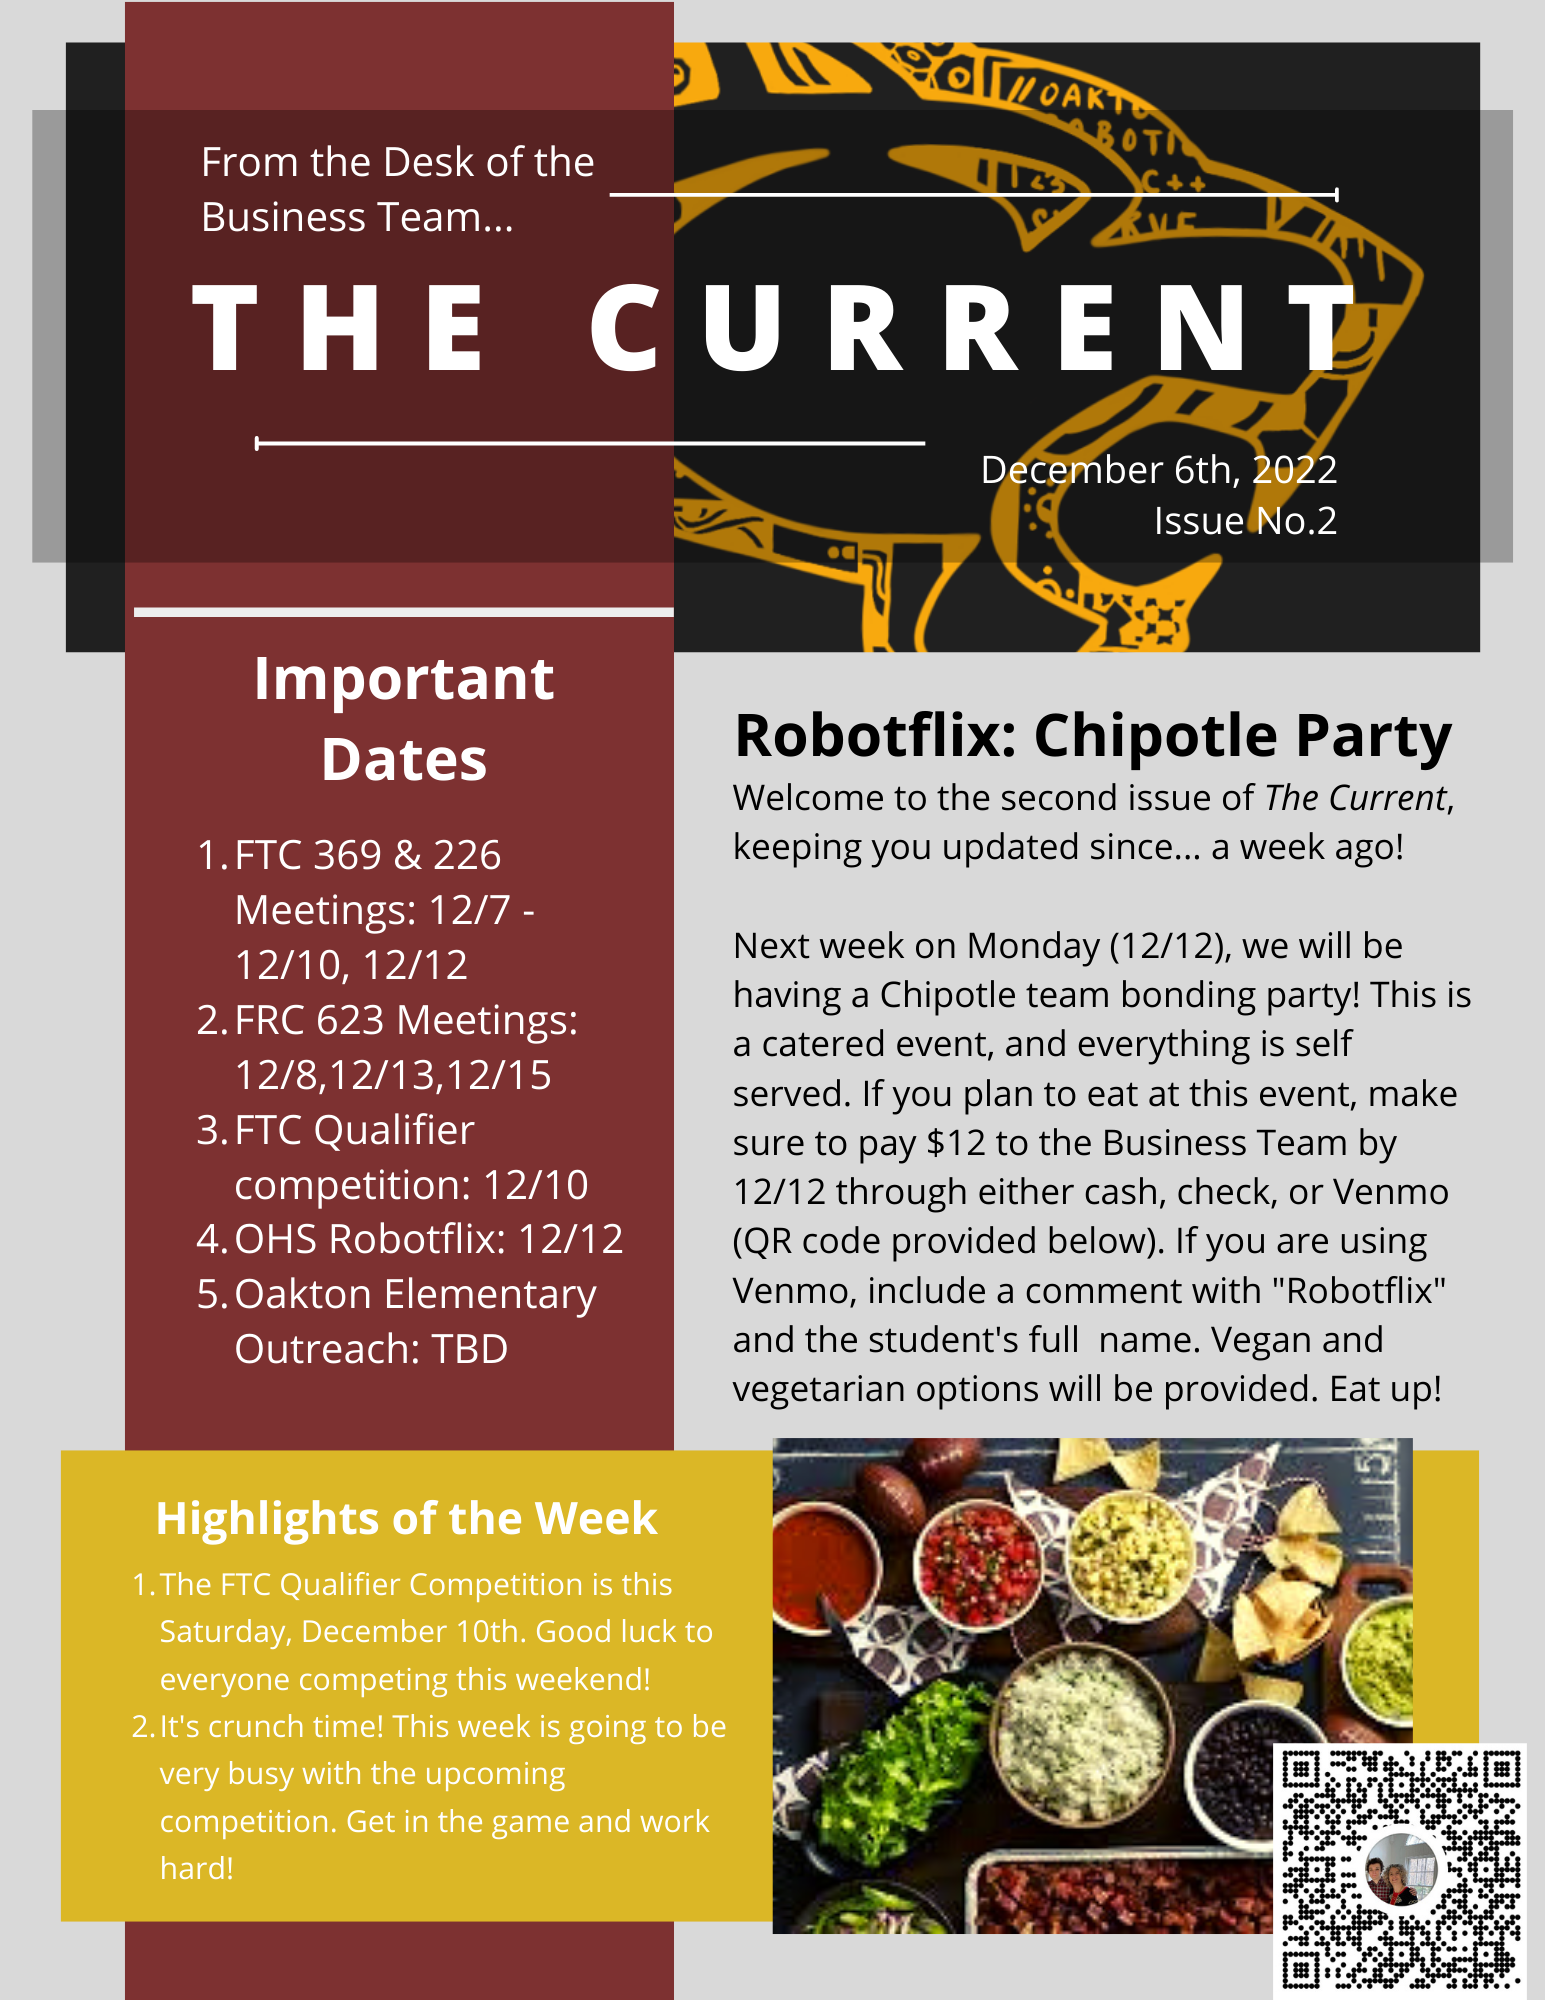 From the Desk of the
Business Team...
THE CURRENT
December 6th, 2022
Issue No.2
//OAKTO
ROBOTI
C++
Important
Dates
1. FTC 369 & 226
Meetings: 12/7 -
12/10, 12/12
2. FRC 623 Meetings:
12/8,12/13,12/15
3. FTC Qualifier
competition: 12/10
4. OHS Robotflix: 12/12
5. Oakton Elementary
Outreach: TBD
Robotflix: Chipotle Party
Welcome to the second issue of The Current,
keeping you updated since... a week ago!
Next week on Monday (12/12), we will be
having a Chipotle team bonding party! This is
a catered event, and everything is self
served. If you plan to eat at this event, make
sure to pay $12 to the Business Team by
12/12 through either cash, check, or Venmo
(QR code provided below). If you are using
Venmo, include a comment with "Robotflix"
and the student's full  name. Vegan and
vegetarian options will be provided. Eat up!
Highlights of the Week
1. The FTC Qualifier Competition is this
Saturday, December 10th. Good luck to
everyone competing this weekend!
2. It's crunch time! This week is going to be
very busy with the upcoming
competition. Get in the game and work
hard!